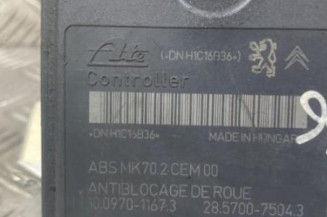 Ate (*DN H1C16B36*)
Controller
*DN H1C16B36*
MADE IN HUNGAR
ABS MK70.2 CEM 00
ANTIBLOCAGE DE ROUE
10.0970-1167.3 28.5700-7504.3